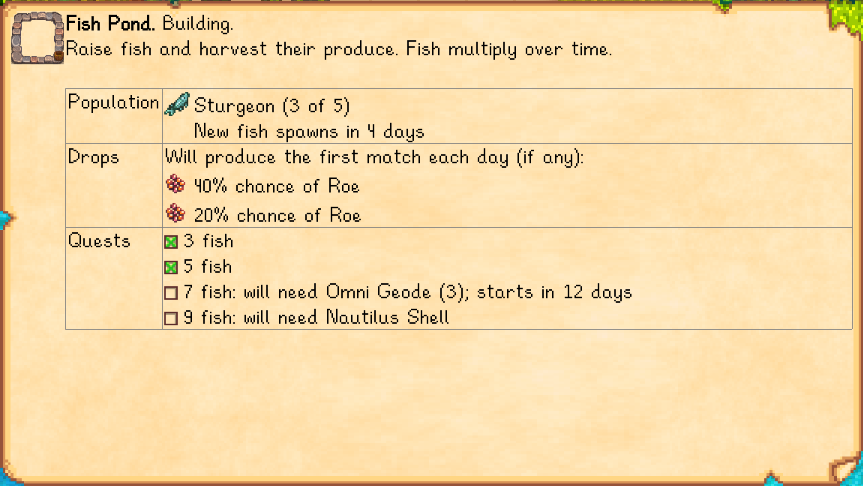 Fish Pond. Building.
Raise fish and harvest their produce. Fish multiply over time.
Population
Sturgeon (3 of 5)
New fish spawns in 4 days
Drops
Will produce the first match each day (if any):
40% chance of Roe
20% chance of Roe
Quests
3 fish
5 fish
7 fish: will need Omni Geode (3); starts in 12 days
9 fish: will need Nautilus Shell